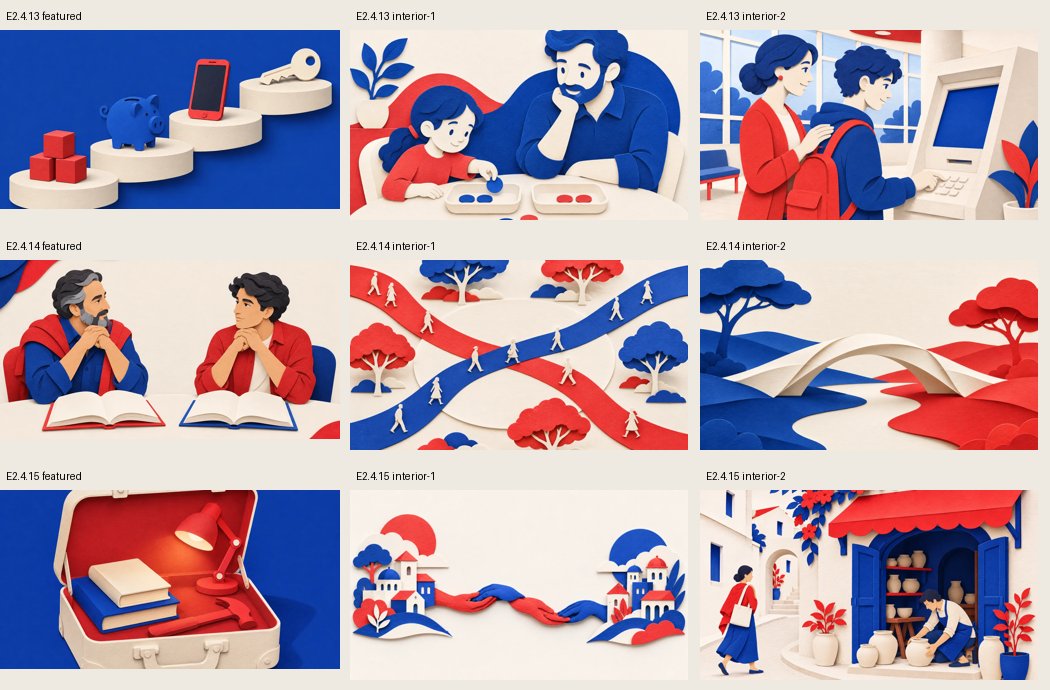 E2.4.13 featured
E2.4.13 interior-1
E2.4.13 interior-2
E2.4.14 featured
E2.4.14 interior-1
E2.4.14 interior-2
E2.4.15 featured
E2.4.15 interior-1
E2.4.15 interior-2